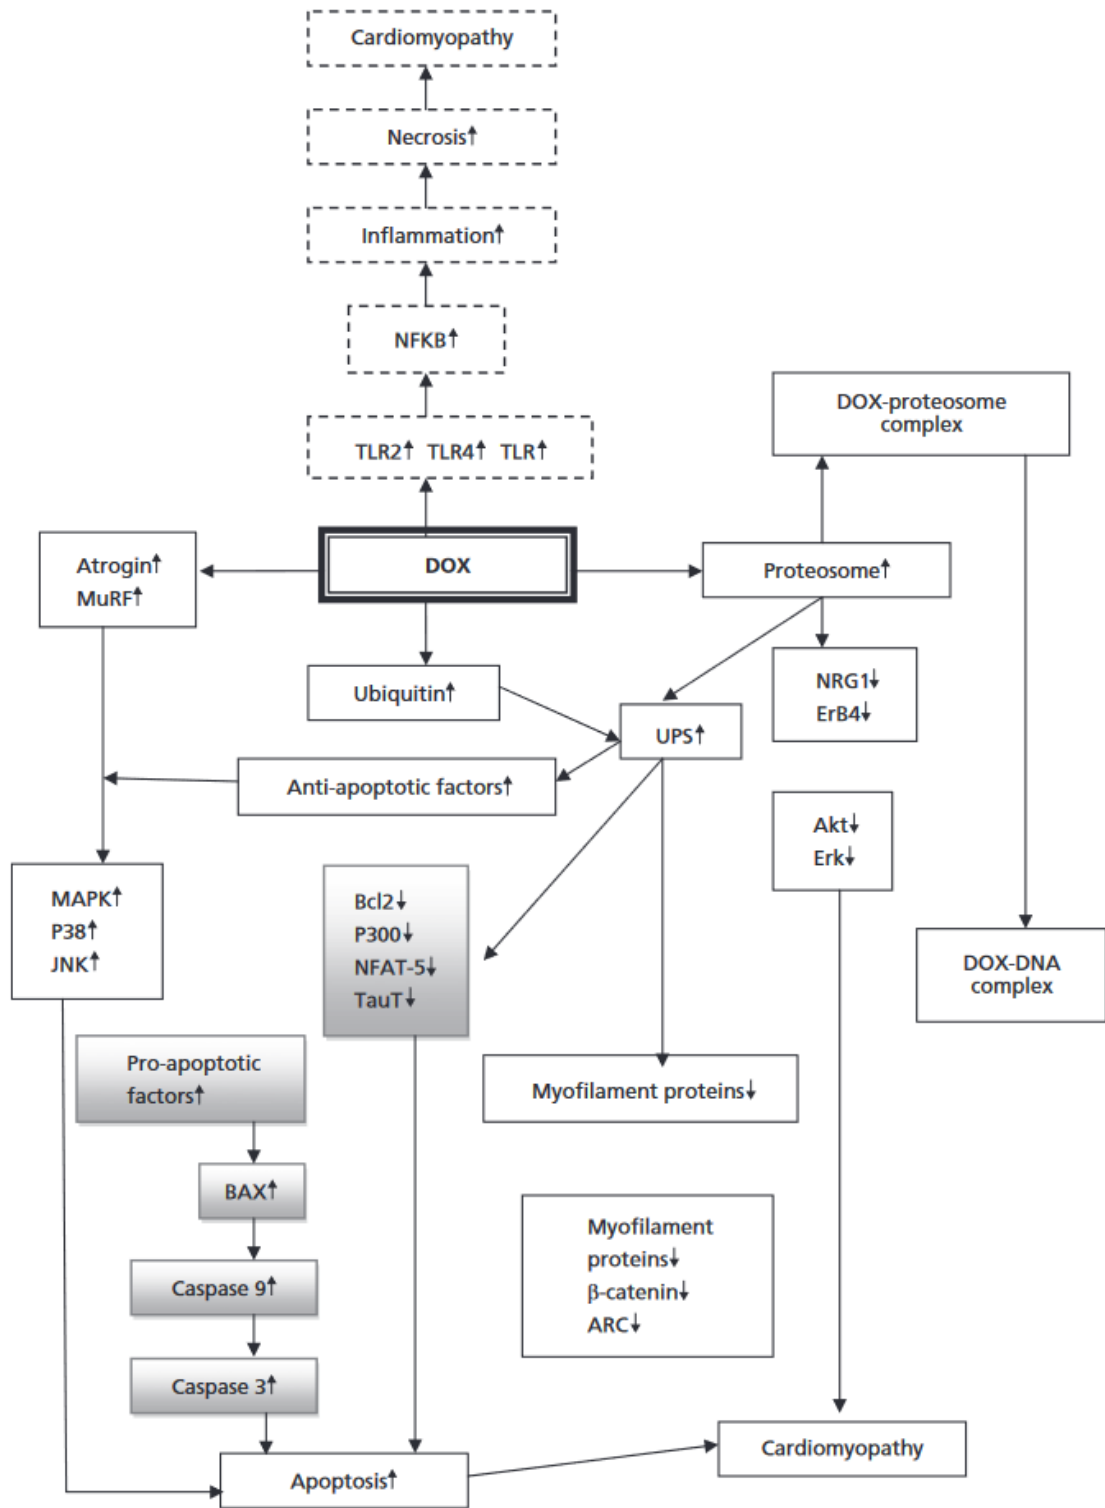 Cardiomyopathy
Necrosis↑
Inflammation↑
NFKB↑
TLR2↑ TLR4↑ TLR↑
DOX-proteosome
complex
DOX
Atrogin↑
MuRF↑
Proteosome↑
Ubiquitin↑
NRG1↓
ErB4↓
UPS↑
Anti-apoptotic factors↑
Akt↓
Erk↓
MAPK↑
P38↑
JNK↑
Bcl2↓
P300↓
NFAT-5↓
TauT↓
DOX-DNA
complex
Pro-apoptotic
factors↑
Myofilament proteins↓
BAX↑
Myofilament
proteins↓
β-catenin↓
ARC↓
Caspase 9↑
Caspase 3↑
Cardiomyopathy
Apoptosis↑